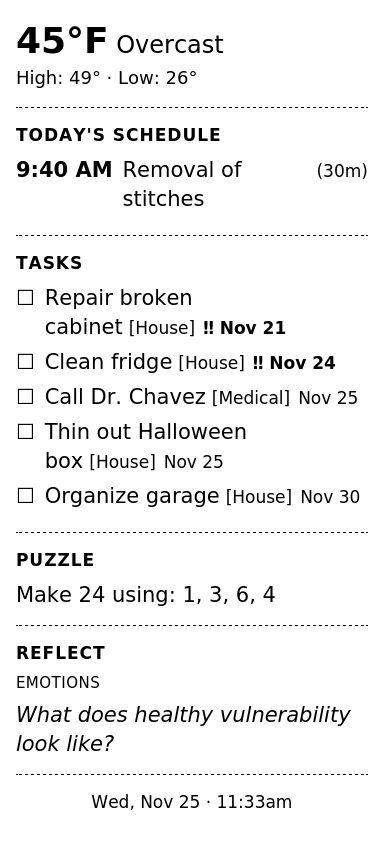 45°F Overcast
High: 49° · Low: 26°
TODAY'S SCHEDULE
9:40 AM Removal of (30m)
stitches
TASKS
☐ Repair broken
cabinet [House] ‼ Nov 21
☐ Clean fridge [House] ‼ Nov 24
☐ Call Dr. Chavez [Medical] Nov 25
☐ Thin out Halloween
box [House] Nov 25
☐ Organize garage [House] Nov 30
PUZZLE
Make 24 using: 1, 3, 6, 4
REFLECT
EMOTIONS
What does healthy vulnerability
look like?
Wed, Nov 25 · 11:33am